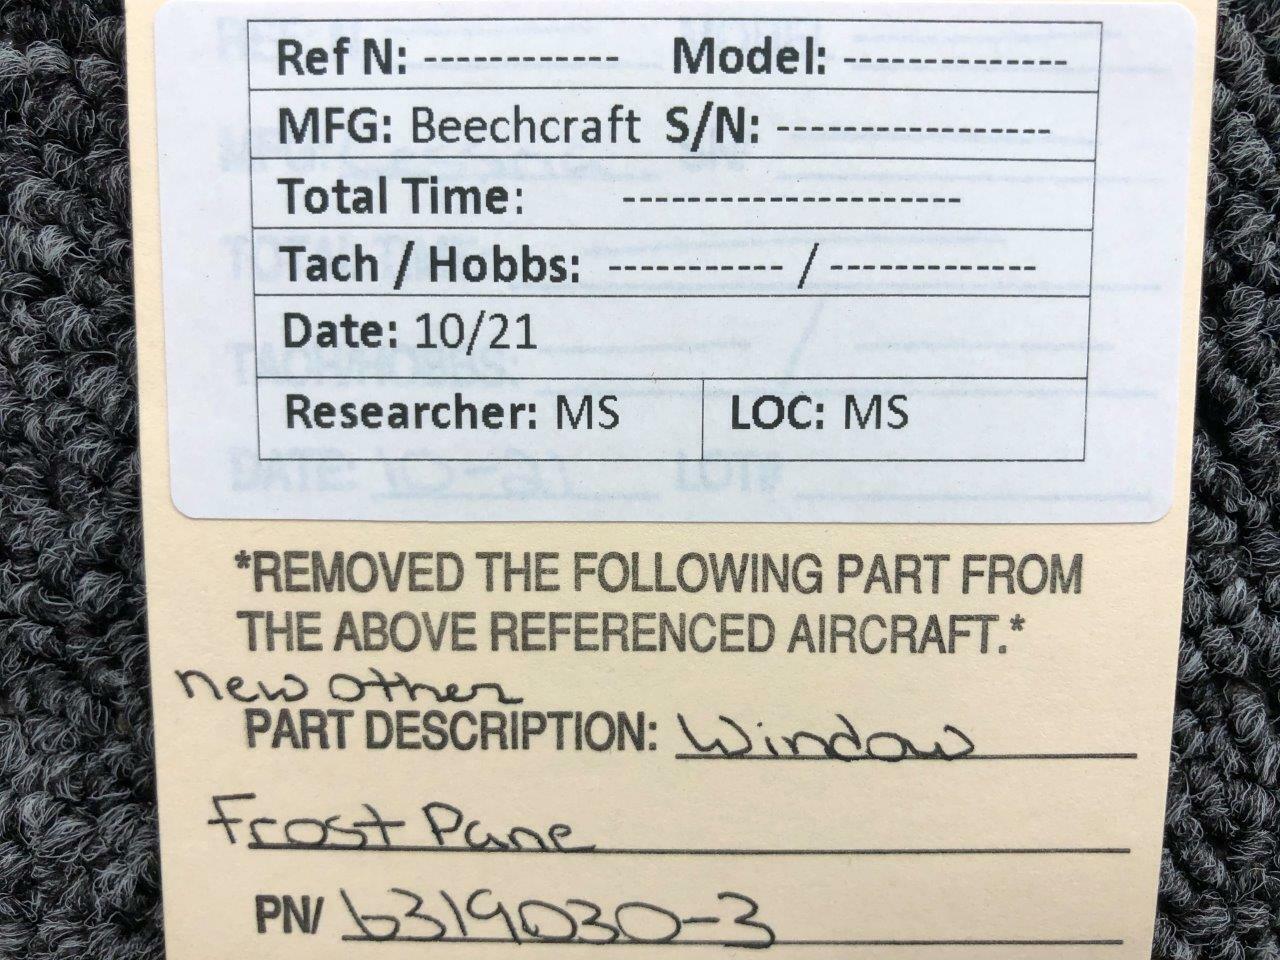 Ref N: ------------ Model: --------------
MFG: Beechcraft S/N: -----------------
Total Time: ---------------------
Tach / Hobbs: ----------- / -------------
Date: 10/21
Researcher: MS LOC: MS
*REMOVED THE FOLLOWING PART FROM
THE ABOVE REFERENCED AIRCRAFT.*
new other
PART DESCRIPTION: Window
Frost Pane
PN/ 6319030-3